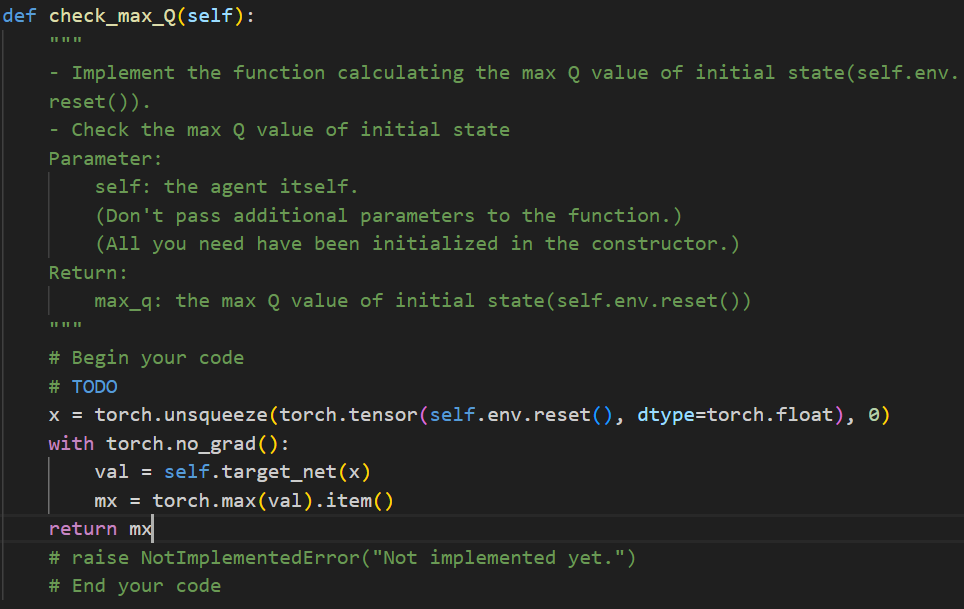 def check_max_Q(self):
"""
- Implement the function calculating the max Q value of initial state(self.env.
reset()).
- Check the max Q value of initial state
Parameter:
self: the agent itself.
(Don't pass additional parameters to the function.)
(All you need have been initialized in the constructor.)
Return:
max_q: the max Q value of initial state(self.env.reset())
"""
# Begin your code
# TODO
x = torch.unsqueeze(torch.tensor(self.env.reset(), dtype=torch.float), 0)
with torch.no_grad():
val = self.target_net(x)
mx = torch.max(val).item()
return mx
# raise NotImplementedError("Not implemented yet.")
# End your code